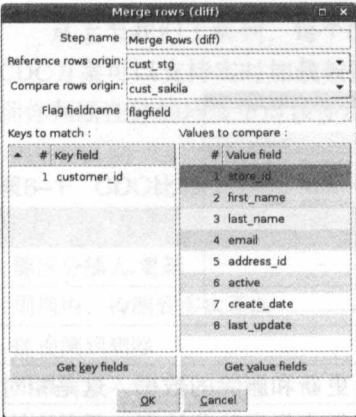 Merge rows (diff)
Step name Merge Rows (diff)
Reference rows origin: cust_stg
Compare rows origin: cust_sakila
Flag fieldname flagfield
Keys to match : Values to compare :
# Key field # Value field
1 customer_id 1 store_id
2 first_name
3 last_name
4 email
5 address_id
6 active
7 create_date
8 last_update
Get key fields Get value fields
OK Cancel